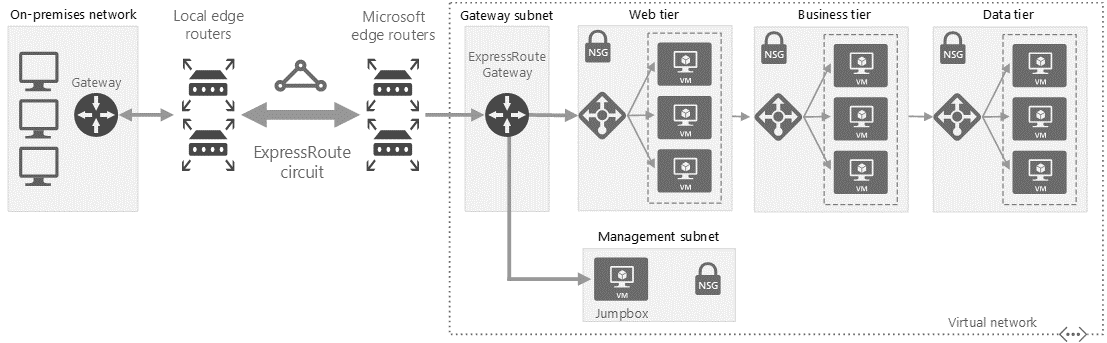 On-premises network
Local edge
routers
Microsoft
edge routers
Gateway subnet
Web tier
Business tier
Data tier
Gateway
ExpressRoute
Gateway
NSG
NSG
NSG
VM
VM
VM
VM
VM
VM
VM
VM
VM
ExpressRoute
circuit
Management subnet
VM
NSG
Jumpbox
Virtual network